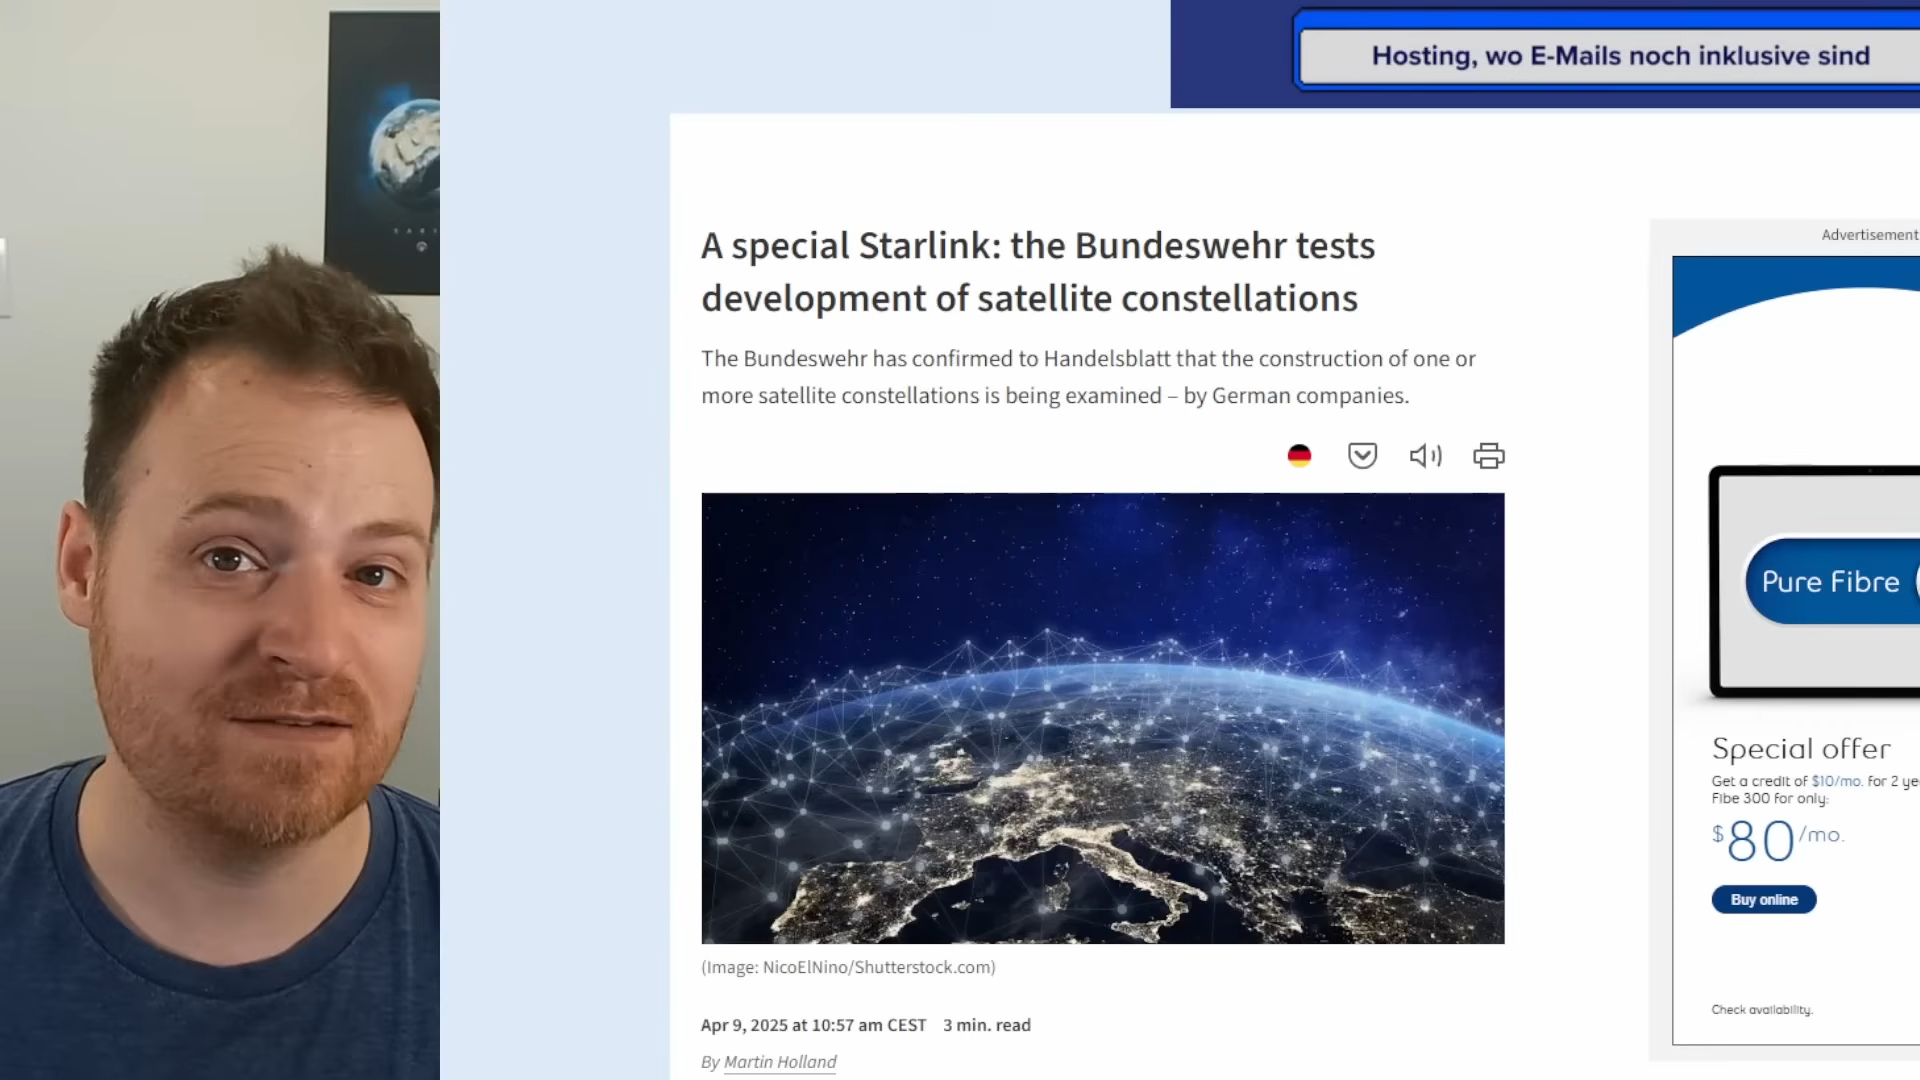 Hosting, wo E-Mails noch inklusive sind
A special Starlink: the Bundeswehr tests
development of satellite constellations
The Bundeswehr has confirmed to Handelsblatt that the construction of one or
more satellite constellations is being examined – by German companies.
(Image: NicoElNino/Shutterstock.com)
Apr 9, 2025 at 10:57 am CEST 3 min. read
By Martin Holland
Advertisement
Pure Fibre
Special offer
Get a credit of $10/mo. for 2
Fibe 300 for only:
$80/mo.
Buy online
Check availability.